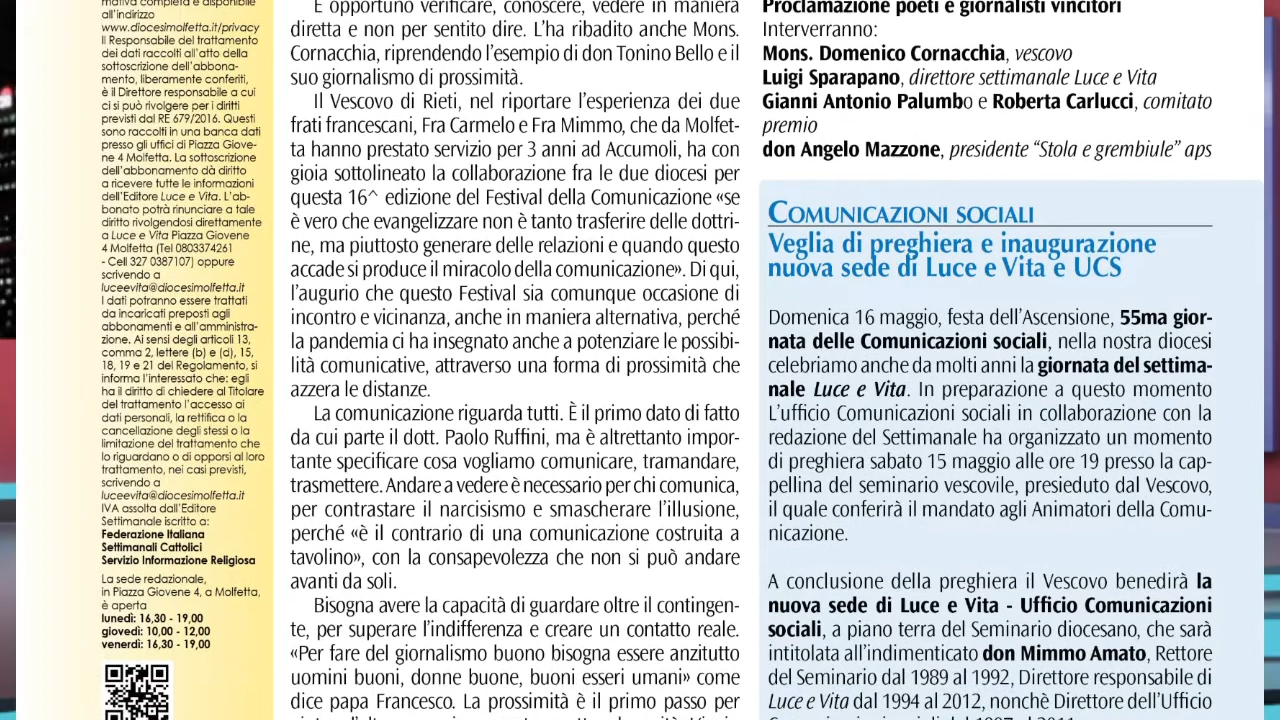 mativa completa è disponibile
all'indirizzo
www.diocesimolfetta.it/privacy
Il Responsabile del trattamento
dei dati raccolti all'atto della
sottoscrizione dell'abbona-
mento, liberamente conferiti,
è il Direttore responsabile a cui
ci si può rivolgere per i diritti
previsti dal RE 679/2016. Questi
sono raccolti in una banca dati
presso gli uffici di Piazza Giove-
ne 4 Molfetta. La sottoscrizione
dell'abbonamento dà diritto
a ricevere tutte le informazioni
dell'Editore Luce e Vita. L'ab-
bonato potrà rinunciare a tale
diritto rivolgendosi direttamente
a Luce e Vita Piazza Giovene
4 Molfetta (Tel 0803374261
- Cell 327 0387107) oppure
scrivendo a
luceevita@diocesimolfetta.it
I dati potranno essere trattati
da incaricati preposti agli
abbonamenti e all'amministra-
zione. Ai sensi degli articoli 13,
comma 2, lettere (b) e (d), 15,
18, 19 e 21 del Regolamento, si
informa l'interessato che: egli
ha il diritto di chiedere al Titolare
del trattamento l'accesso ai
dati personali, la rettifica o la
cancellazione degli stessi o la
limitazione del trattamento che
lo riguardano o di opporsi al loro
trattamento, nei casi previsti,
scrivendo a
luceevita@diocesimolfetta.it
IVA assolta dall'Editore
Settimanale iscritto a:
Federazione Italiana
Settimanali Cattolici
Servizio Informazione Religiosa
La sede redazionale,
in Piazza Giovene 4, a Molfetta,
è aperta
lunedì: 16,30 - 19,00
giovedì: 10,00 - 12,00
venerdì: 16,30 - 19,00
È opportuno verificare, conoscere, vedere in maniera
diretta e non per sentito dire. L'ha ribadito anche Mons.
Cornacchia, riprendendo l'esempio di don Tonino Bello e il
suo giornalismo di prossimità.
Il Vescovo di Rieti, nel riportare l'esperienza dei due
frati francescani, Fra Carmelo e Fra Mimmo, che da Molfet-
ta hanno prestato servizio per 3 anni ad Accumoli, ha con
gioia sottolineato la collaborazione fra le due diocesi per
questa 16^ edizione del Festival della Comunicazione «se
è vero che evangelizzare non è tanto trasferire delle dottri-
ne, ma piuttosto generare delle relazioni e quando questo
accade si produce il miracolo della comunicazione». Di qui,
l'augurio che questo Festival sia comunque occasione di
incontro e vicinanza, anche in maniera alternativa, perché
la pandemia ci ha insegnato anche a potenziare le possibi-
lità comunicative, attraverso una forma di prossimità che
azzera le distanze.
La comunicazione riguarda tutti. È il primo dato di fatto
da cui parte il dott. Paolo Ruffini, ma è altrettanto impor-
tante specificare cosa vogliamo comunicare, tramandare,
trasmettere. Andare a vedere è necessario per chi comunica,
per contrastare il narcisismo e smascherare l'illusione,
perché «è il contrario di una comunicazione costruita a
tavolino», con la consapevolezza che non si può andare
avanti da soli.
Bisogna avere la capacità di guardare oltre il contingen-
te, per superare l'indifferenza e creare un contatto reale.
«Per fare del giornalismo buono bisogna essere anzitutto
uomini buoni, donne buone, buoni esseri umani» come
dice papa Francesco. La prossimità è il primo passo per
Proclamazione poeti e giornalisti vincitori
Interverranno:
Mons. Domenico Cornacchia, vescovo
Luigi Sparapano, direttore settimanale Luce e Vita
Gianni Antonio Palumbo e Roberta Carlucci, comitato
premio
don Angelo Mazzone, presidente "Stola e grembiule" aps
COMUNICAZIONI SOCIALI
Veglia di preghiera e inaugurazione
nuova sede di Luce e Vita e UCS
Domenica 16 maggio, festa dell'Ascensione, 55ma gior-
nata delle Comunicazioni sociali, nella nostra diocesi
celebriamo anche da molti anni la giornata del settima-
nale Luce e Vita. In preparazione a questo momento
L'ufficio Comunicazioni sociali in collaborazione con la
redazione del Settimanale ha organizzato un momento
di preghiera sabato 15 maggio alle ore 19 presso la cap-
pellina del seminario vescovile, presieduto dal Vescovo,
il quale conferirà il mandato agli Animatori della Comu-
nicazione.
A conclusione della preghiera il Vescovo benedirà la
nuova sede di Luce e Vita - Ufficio Comunicazioni
sociali, a piano terra del Seminario diocesano, che sarà
intitolata all'indimenticato don Mimmo Amato, Rettore
del Seminario dal 1989 al 1992, Direttore responsabile di
Luce e Vita dal 1994 al 2012, nonchè Direttore dell'Ufficio